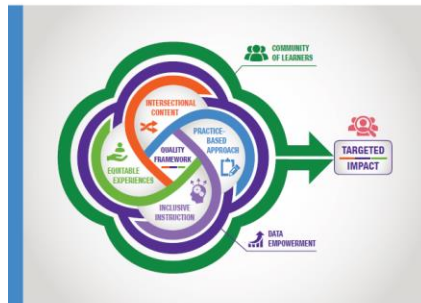 COMMUNITY
OF LEARNERS
INTERSECTIONAL
CONTENT
PRACTICE-
BASED
APPROACH
QUALITY
FRAMEWORK
EQUITABLE
EXPERIENCES
INCLUSIVE
INSTRUCTION
TARGETED
IMPACT
DATA
EMPOWERMENT